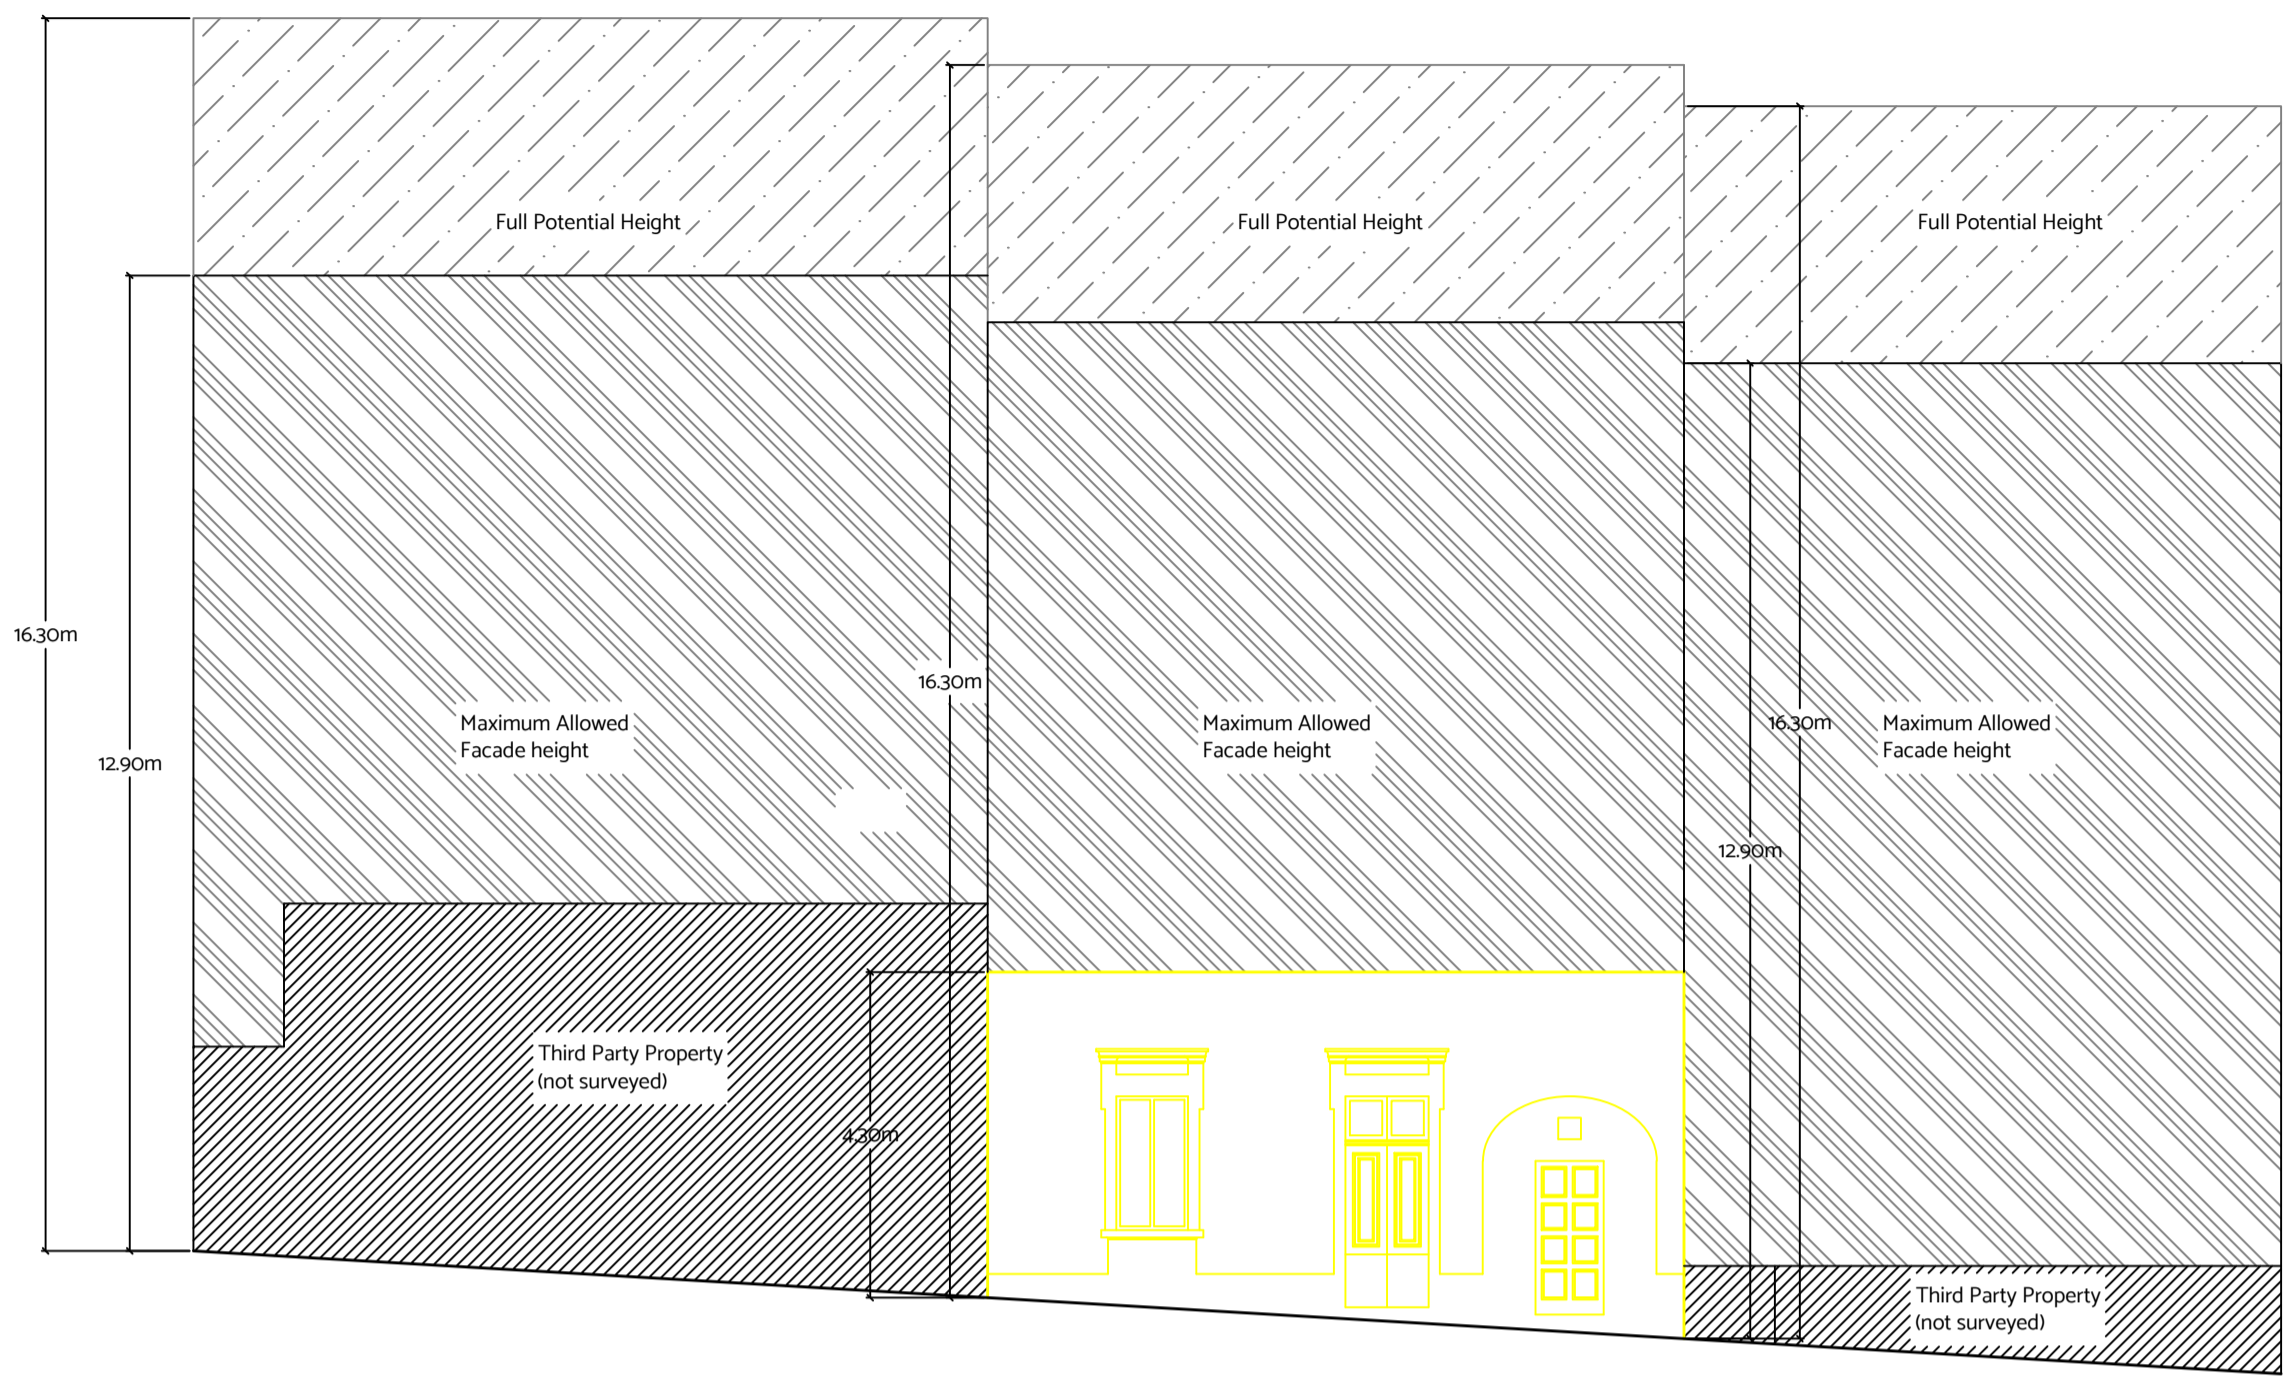 Full Potential Height
Full Potential Height
Full Potential Height
16.30m
12.90m
Maximum Allowed
Facade height
16.30m
Maximum Allowed
Facade height
16.30m
12.90m
Maximum Allowed
Facade height
Third Party Property
(not surveyed)
4.30m
Third Party Property
(not surveyed)